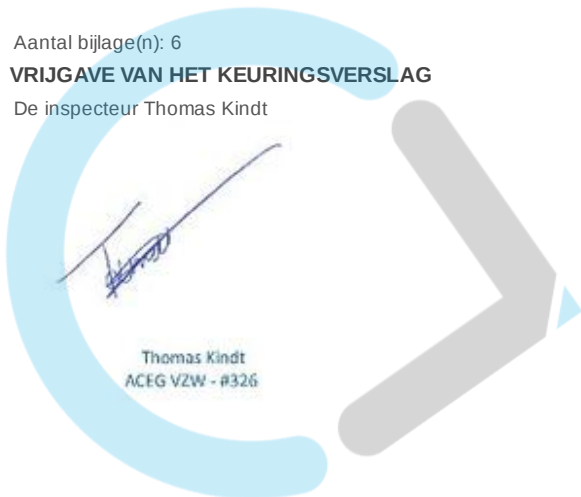 Aantal bijlage(n): 6
VRIJGAVE VAN HET KEURINGSVERSLAG
De inspecteur Thomas Kindt
Thomas Kindt
ACEG VZW - #326